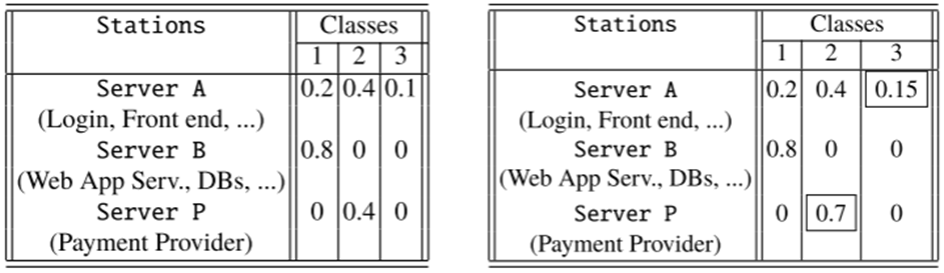 Stations Classes
1 2 3
Server A 0.2 0.4 0.1
(Login, Front end, ...)
Server B 0.8 0 0
(Web App Serv., DBs, ...)
Server P 0 0.4 0
(Payment Provider)
Stations Classes
1 2 3
Server A 0.2 0.4 0.15
(Login, Front end, ...)
Server B 0.8 0 0
(Web App Serv., DBs, ...)
Server P 0 0.7 0
(Payment Provider)